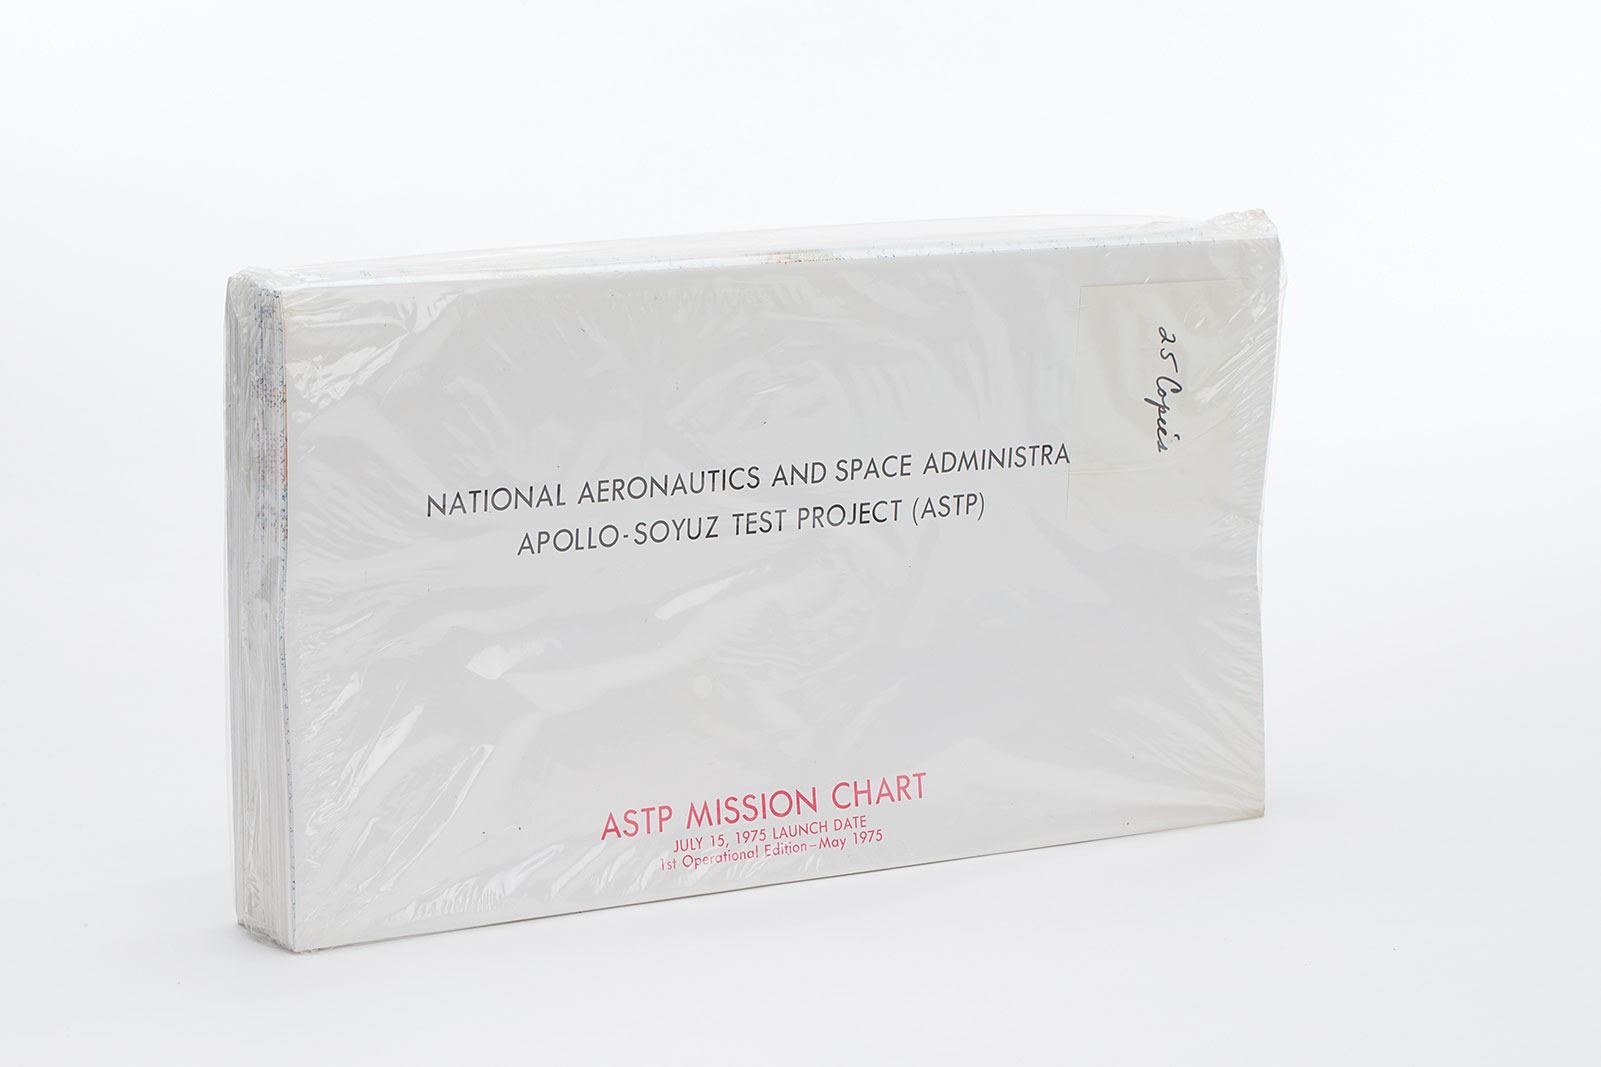 NATIONAL AERONAUTICS AND SPACE ADMINISTRA
APOLLO-SOYUZ TEST PROJECT (ASTP)
25 Copies
ASTP MISSION CHART
JULY 15, 1975 LAUNCH DATE
1st Operational Edition–May 1975